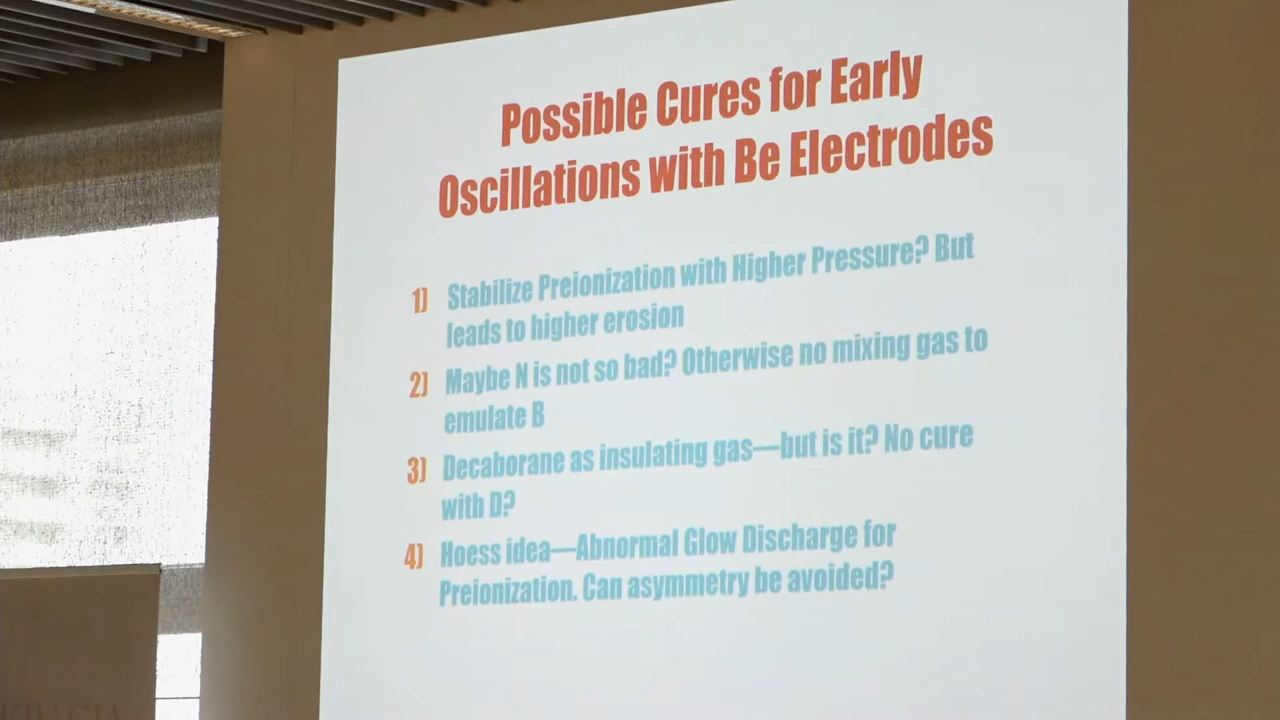 Possible Cures for Early
Oscillations with Be Electrodes
1) Stabilize Preionization with Higher Pressure? But
leads to higher erosion
2) Maybe N is not so bad? Otherwise no mixing gas to
emulate B
3) Decaborane as insulating gas—but is it? No cure
with D?
4) Hoess idea—Abnormal Glow Discharge for
Preionization. Can asymmetry be avoided?